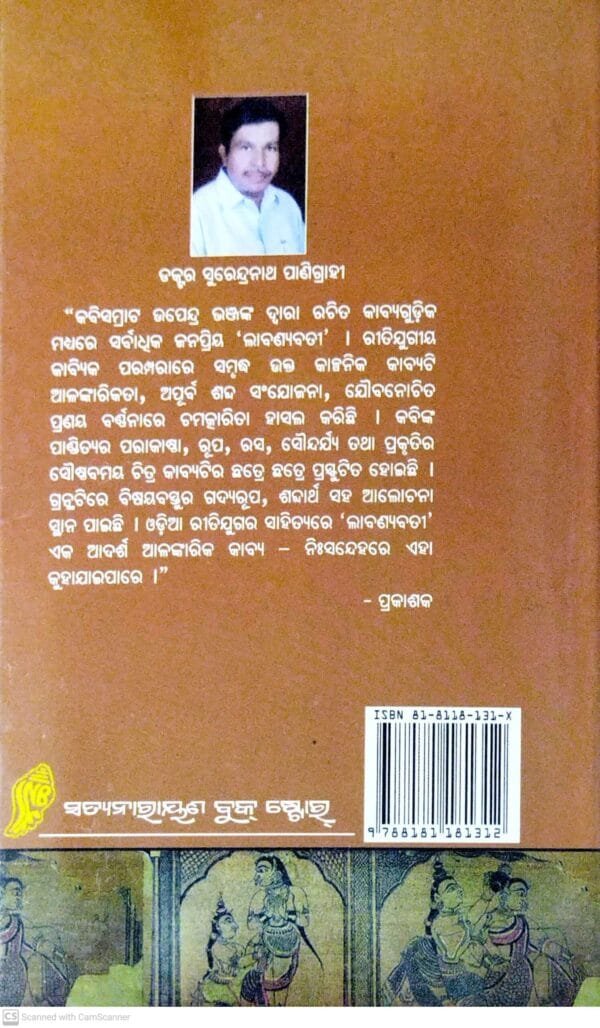 ଡକ୍ଟର ସୁରେନ୍ଦ୍ରନାଥ ପାଣିଗ୍ରାହୀ
“କବିସମ୍ରାଟ ଉପେନ୍ଦ୍ର ଭଞ୍ଜଙ୍କ ଦ୍ୱାରା ରଚିତ କାବ୍ୟଗୁଡ଼ିକ
ମଧ୍ୟରେ ସର୍ବାଧିକ ଜନପ୍ରିୟ ‘ଲାବଣ୍ୟବତୀ’ । ରୀତିଯୁଗୀୟ
କାବ୍ୟିକ ପରମ୍ପରାରେ ସମୃଦ୍ଧ ଉକ୍ତ କାଳ୍ପନିକ କାବ୍ୟଟି
ଆଳଙ୍କାରିକତା, ଅପୂର୍ବ ଶବ୍ଦ ସଂଯୋଜନା, ଯୌବନୋଚିତ
ପ୍ରଣୟ ବର୍ଣ୍ଣନାରେ ଚମତ୍କାରିତା ହାସଲ କରିଛି । କବିଙ୍କ
ପାଣ୍ଡିତ୍ୟର ପରାକାଷ୍ଠା, ରୂପ, ରସ, ସୌନ୍ଦର୍ଯ୍ୟ ତଥା ପ୍ରକୃତିର
ସୌଷ୍ଠବମୟ ଚିତ୍ର କାବ୍ୟଟିର ଛତ୍ରେ ଛତ୍ରେ ପ୍ରସ୍ଫୁଟିତ ହୋଇଛି ।
ଗ୍ରନ୍ଥଟିରେ ବିଷୟବସ୍ତୁର ଗଦ୍ୟରୂପ, ଶବ୍ଦାର୍ଥ ସହ ଆଲୋଚନା
ସ୍ଥାନ ପାଇଛି । ଓଡ଼ିଆ ରୀତିଯୁଗର ସାହିତ୍ୟରେ ‘ଲାବଣ୍ୟବତୀ’
ଏକ ଆଦର୍ଶ ଆଳଙ୍କାରିକ କାବ୍ୟ – ନିଃସନ୍ଦେହରେ ଏହା
କୁହାଯାଇପାରେ ।”
– ପ୍ରକାଶକ
ISBN 81-8118-131-X
9 788181 181312
ସତ୍ୟନାରାୟଣ ବୁକ୍ ଷ୍ଟୋର୍
CS Scanned with CamScanner